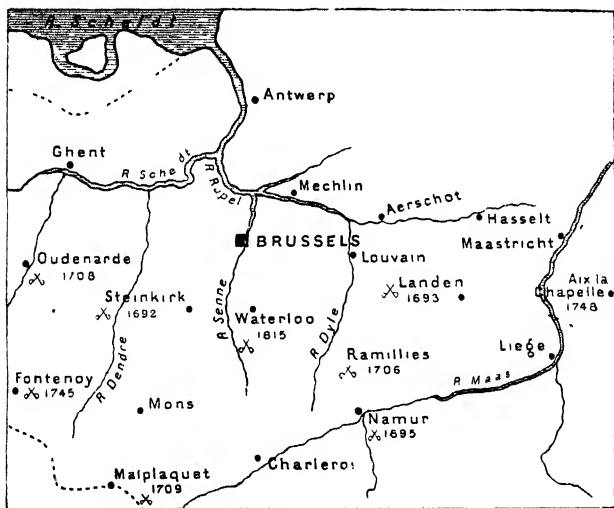 R. Scheldt
Antwerp
Ghent
R Scheldt
R Rupel
Mechlin
Aerschot
Hasselt
Maastricht
BRUSSELS
Louvain
Oudenarde
1708
Landen
1693
Aix la
Chapelle
1748
Steinkirk
1692
R Senne
Waterloo
1815
R Dyle
R Dendre
Ramillies
1706
Liege
R Maas
Fontenoy
1745
Mons
Namur
1695
Charleroi
Malplaquet
1709